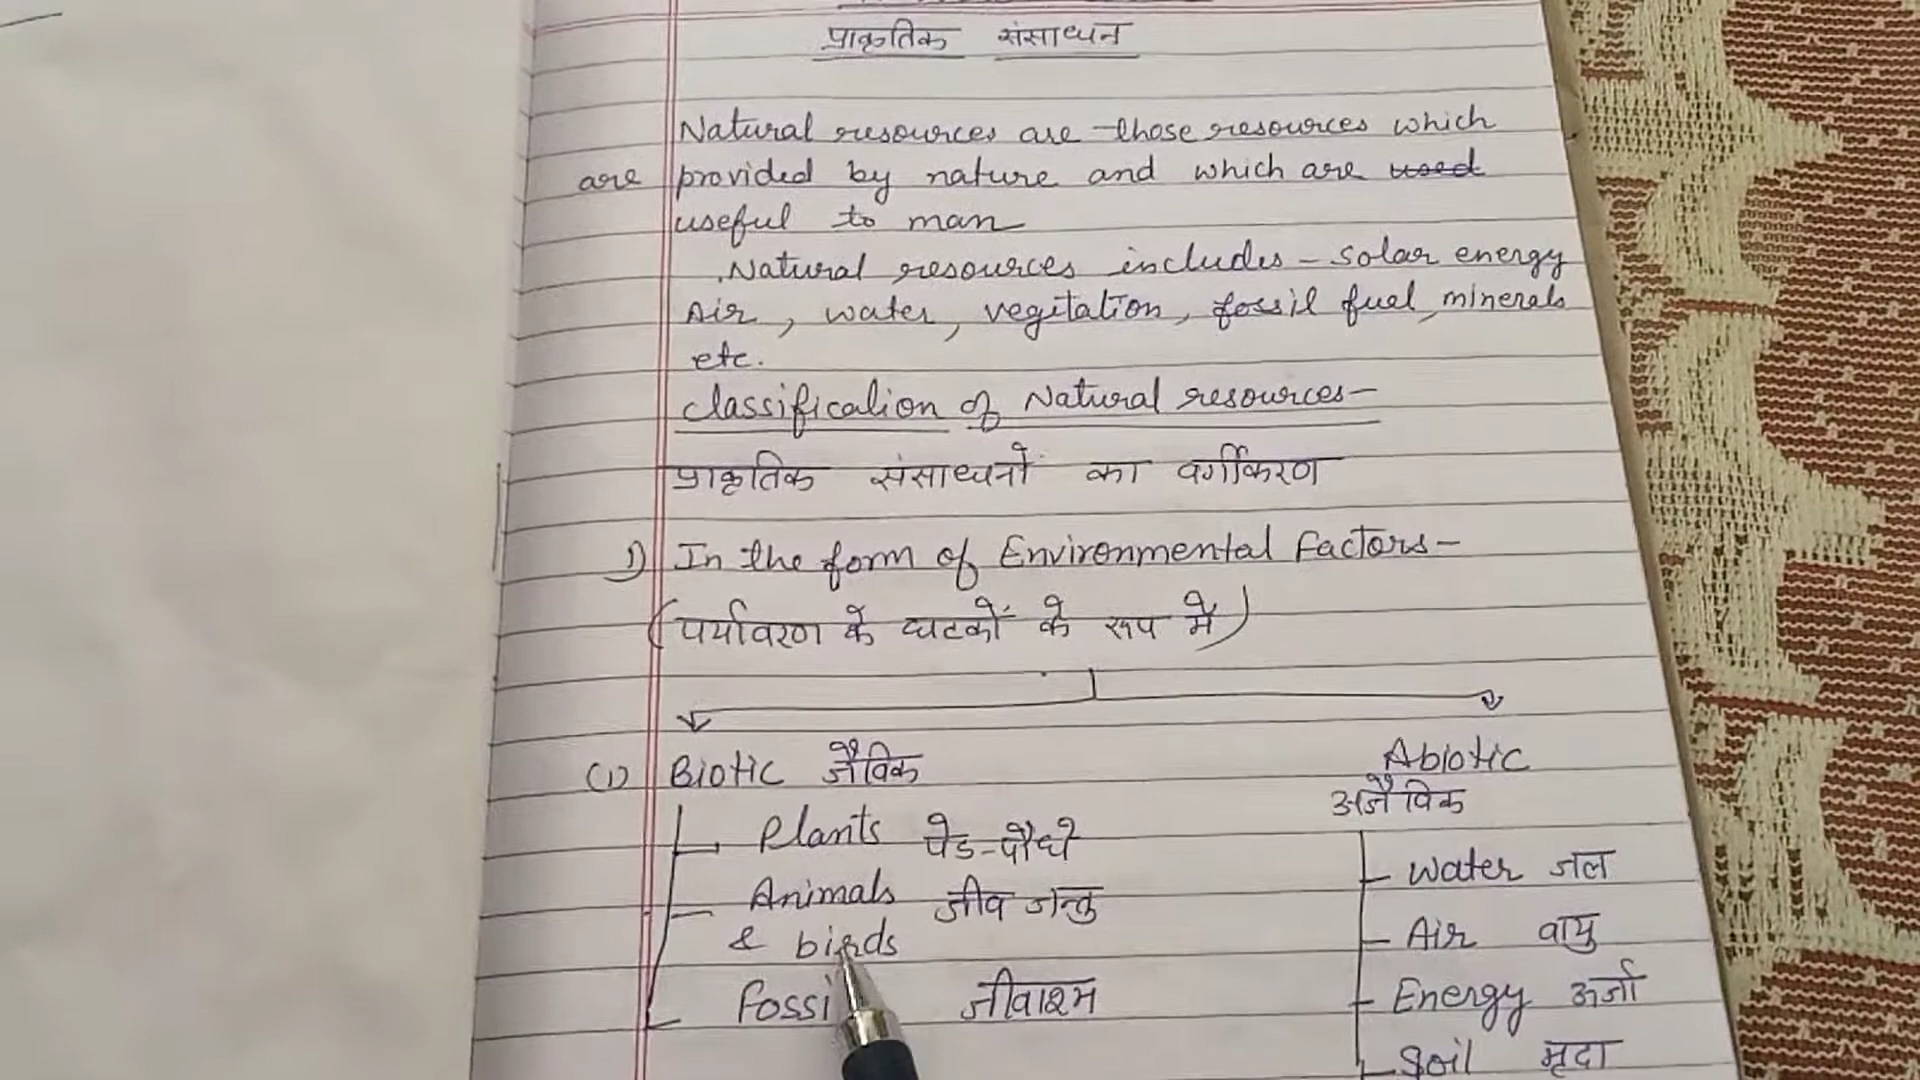 प्राकृतिक संसाधन
Natural resources are those resources which
are provided by nature and which are used
useful to man
Natural resources includes - solar energy
Air, water, vegitation, fossil fuel, minerals
etc.
classification of Natural resources-
प्राकृतिक संसाधनों का वर्गीकरण
1) In the form of Environmental Factors-
(पर्यावरण के घटकों के रूप में)
(1) Biotic जैविक
Abiotic
अजैविक
Plants पेड-पौधे
water जल
Animals जीव जन्तु
& birds
Air वायु
जीवाश्म
Energy ऊर्जा
Soil मृदा